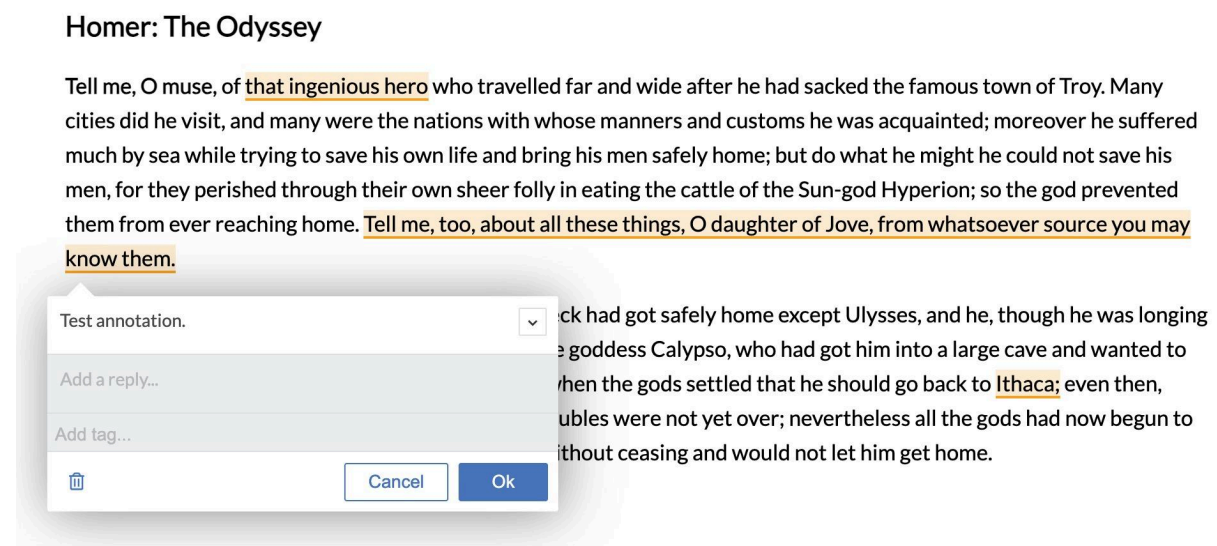 Homer: The Odyssey
Tell me, O muse, of that ingenious hero who travelled far and wide after he had sacked the famous town of Troy. Many
cities did he visit, and many were the nations with whose manners and customs he was acquainted; moreover he suffered
much by sea while trying to save his own life and bring his men safely home; but do what he might he could not save his
men, for they perished through their own sheer folly in eating the cattle of the Sun-god Hyperion; so the god prevented
them from ever reaching home. Tell me, too, about all these things, O daughter of Jove, from whatsoever source you may
know them.
had got safely home except Ulysses, and he, though he was longing
goddess Calypso, who had got him into a large cave and wanted to
when the gods settled that he should go back to Ithaca; even then,
were not yet over; nevertheless all the gods had now begun to
without ceasing and would not let him get home.
Test annotation.
Add a reply...
Add tag...
Cancel
Ok